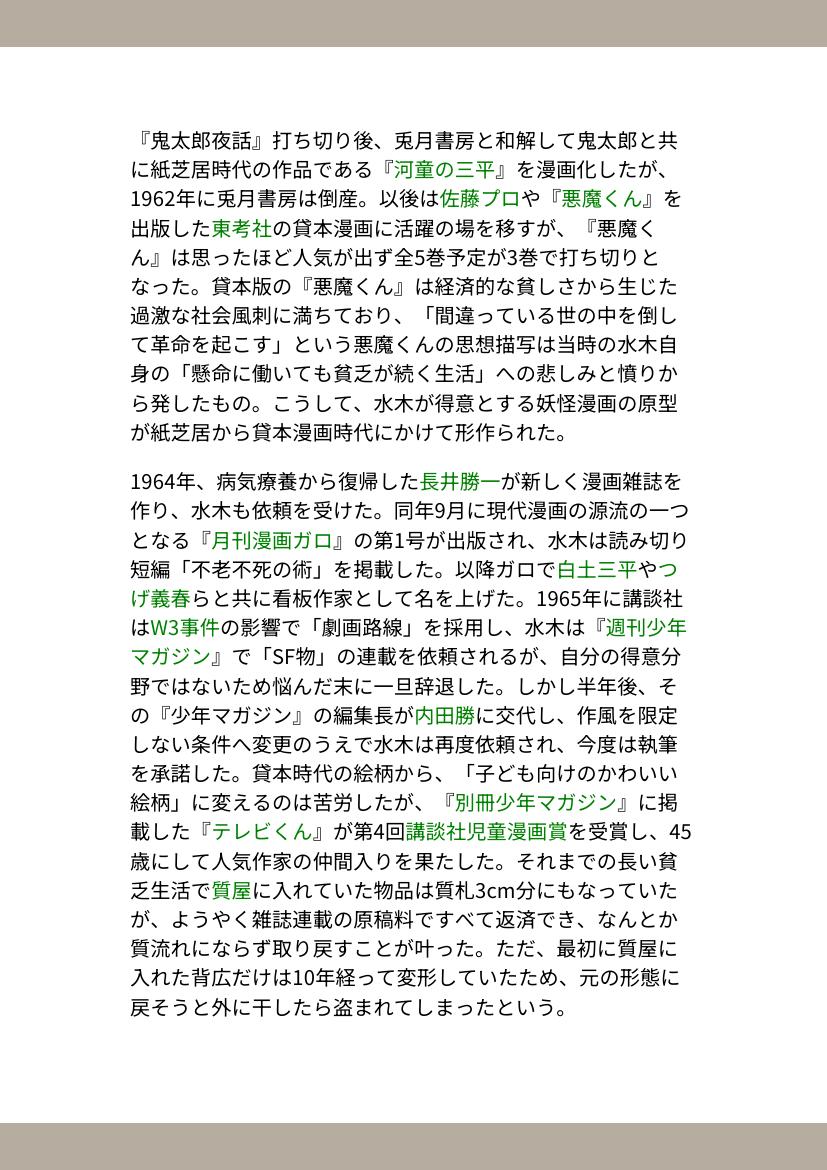 『鬼太郎夜話』打ち切り後、兎月書房と和解して鬼太郎と共
に紙芝居時代の作品である『河童の三平』を漫画化したが、
1962年に兎月書房は倒産。以後は佐藤プロや『悪魔くん』を
出版した東考社の貸本漫画に活躍の場を移すが、『悪魔く
ん』は思ったほど人気が出ず全5巻予定が3巻で打ち切りと
なった。貸本版の『悪魔くん』は経済的な貧しさから生じた
過激な社会風刺に満ちており、「間違っている世の中を倒し
て革命を起こす」という悪魔くんの思想描写は当時の水木自
身の「懸命に働いても貧乏が続く生活」への悲しみと憤りか
ら発したもの。こうして、水木が得意とする妖怪漫画の原型
が紙芝居から貸本漫画時代にかけて形作られた。
1964年、病気療養から復帰した長井勝一が新しく漫画雑誌を
作り、水木も依頼を受けた。同年9月に現代漫画の源流の一つ
となる『月刊漫画ガロ』の第1号が出版され、水木は読み切り
短編「不老不死の術」を掲載した。以降ガロで白土三平やつ
げ義春らと共に看板作家として名を上げた。1965年に講談社
はW3事件の影響で「劇画路線」を採用し、水木は『週刊少年
マガジン』で「SF物」の連載を依頼されるが、自分の得意分
野ではないため悩んだ末に一旦辞退した。しかし半年後、そ
の『少年マガジン』の編集長が内田勝に交代し、作風を限定
しない条件へ変更のうえで水木は再度依頼され、今度は執筆
を承諾した。貸本時代の絵柄から、「子ども向けのかわいい
絵柄」に変えるのは苦労したが、『別冊少年マガジン』に掲
載した『テレビくん』が第4回講談社児童漫画賞を受賞し、45
歳にして人気作家の仲間入りを果たした。それまでの長い貧
乏生活で質屋に入れていた物品は質札3cm分にもなっていた
が、ようやく雑誌連載の原稿料ですべて返済でき、なんとか
質流れにならず取り戻すことが叶った。ただ、最初に質屋に
入れた背広だけは10年経って変形していたため、元の形態に
戻そうと外に干したら盗まれてしまったという。